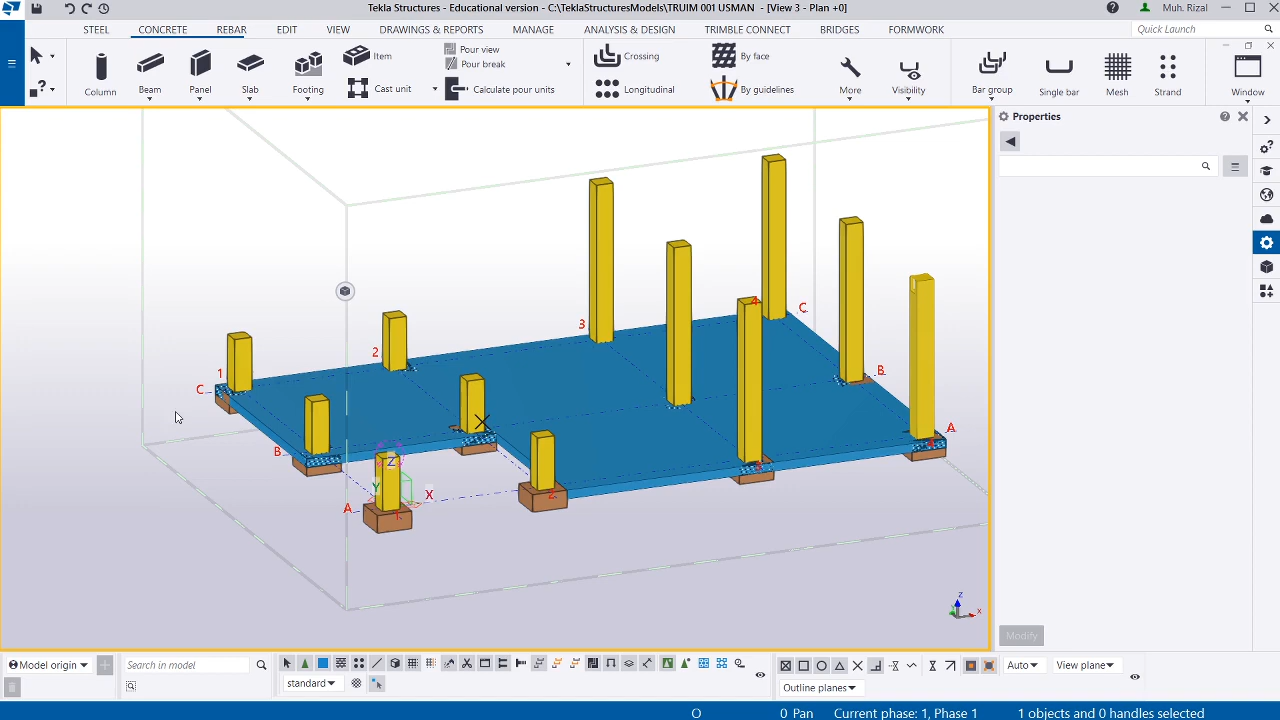 Tekla Structures - Educational version - C:\TeklaStructuresModels\TRUIM 001 USMAN - [View 3 - Plan +0]
Muh. Rizal
STEEL CONCRETE REBAR EDIT VIEW DRAWINGS & REPORTS MANAGE ANALYSIS & DESIGN TRIMBLE CONNECT BRIDGES FORMWORK
Quick Launch
Pour view
Item Crossing By face
Pour break
Column Beam Panel Slab Footing Cast unit Calculate pour units Longitudinal By guidelines More Visibility Bar group Single bar Mesh Strand Window
Properties
C
4
3
2
1
C
B
A
B
Z
Y
X
A
1
2
3
4
Z
X
Modify
Model origin
Search in model
standard
Auto
View plane
Outline planes
O 0 Pan Current phase: 1, Phase 1 1 objects and 0 handles selected